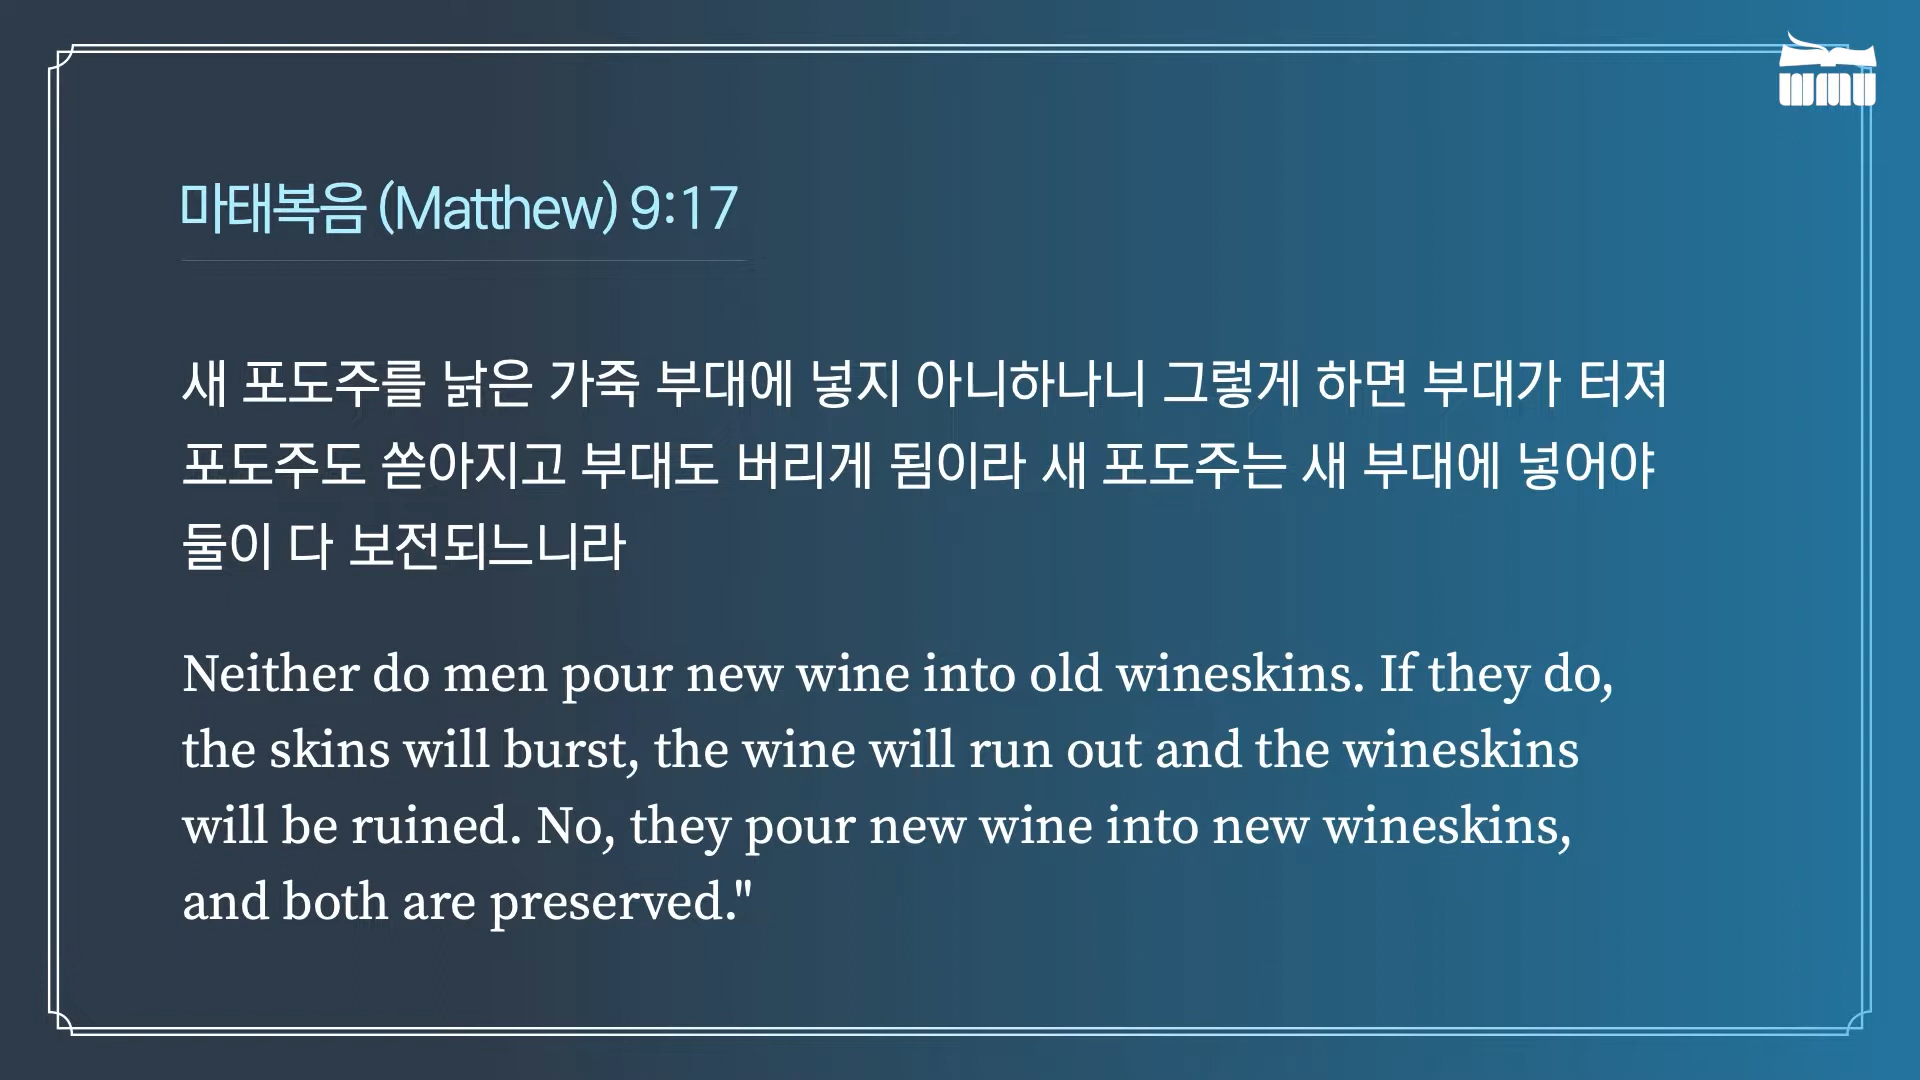 WMU
마태복음 (Matthew) 9:17
새 포도주를 낡은 가죽 부대에 넣지 아니하나니 그렇게 하면 부대가 터져
포도주도 쏟아지고 부대도 버리게 됨이라 새 포도주는 새 부대에 넣어야
둘이 다 보전되느니라
Neither do men pour new wine into old wineskins. If they do,
the skins will burst, the wine will run out and the wineskins
will be ruined. No, they pour new wine into new wineskins,
and both are preserved."